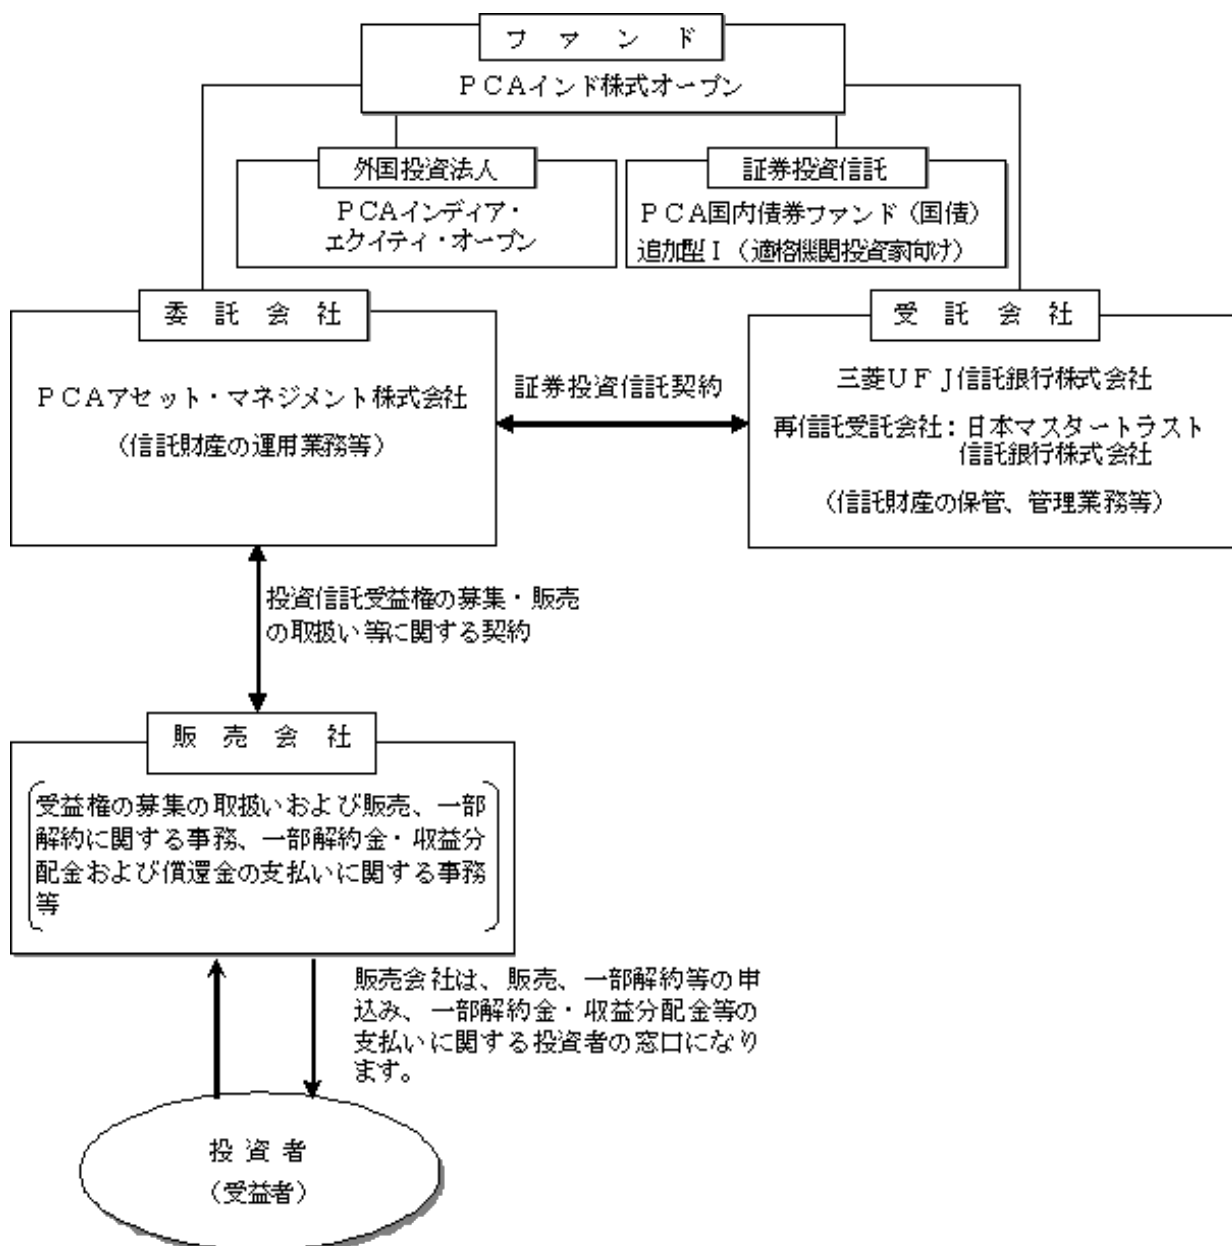 ファンド
PCAインド株式オープン
外国投資法人
PCAインディア・
エクイティ・オープン
証券投資信託
PCA国内債券ファンド（国債）
追加型I（適格機関投資家向け）
委託会社
PCAアセット・マネジメント株式会社
（信託財産の運用業務等）
証券投資信託契約
受託会社
三菱UFJ信託銀行株式会社
再信託受託会社：日本マスタートラスト
信託銀行株式会社
（信託財産の保管、管理業務等）
投資信託受益権の募集・販売
の取扱い等に関する契約
販売会社
受益権の募集の取扱いおよび販売、一部
解約に関する事務、一部解約金・収益分
配金および償還金の支払いに関する事務
等
販売会社は、販売、一部解約等の申
込み、一部解約金・収益分配金等の
支払いに関する投資者の窓口になり
ます。
投資者
（受益者）